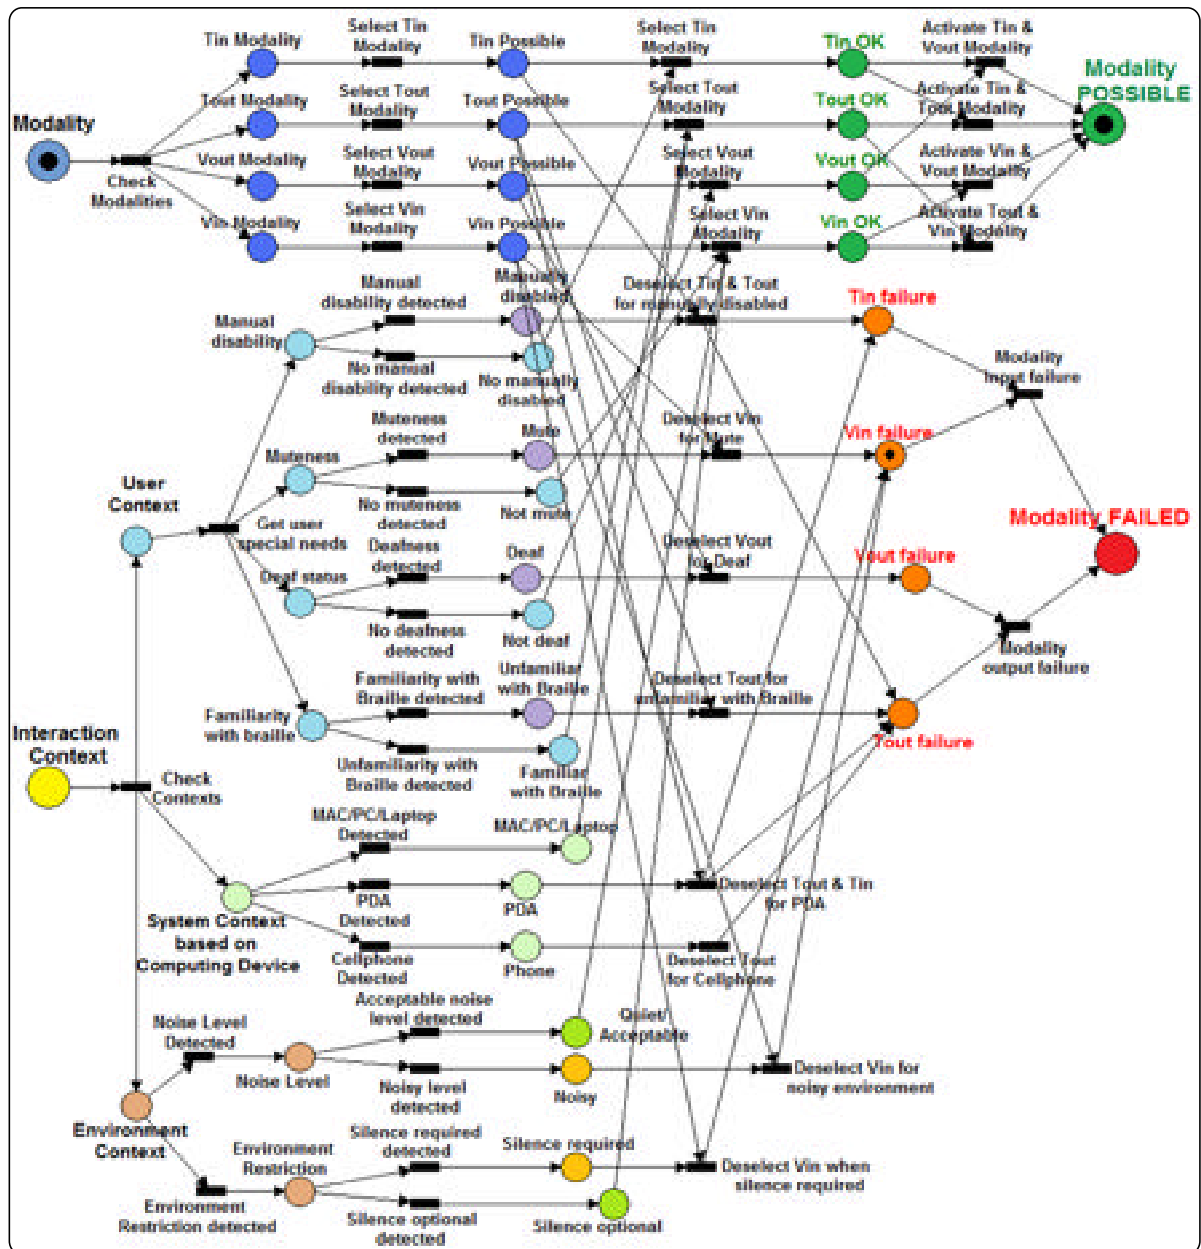 Tin Modality
Select Tin
Modality
Tin Possible
Select Tin
Modality
Tin OK
Activate Tin &
Vout Modality
Modality
POSSIBLE
Tout Modality
Select Tout
Modality
Tout Possible
Select Tout
Modality
Tout OK
Activate Tin &
Tout Modality
Modality
Check
Modalities
Vout Modality
Select Vout
Modality
Vout Possible
Select Vout
Modality
Vout OK
Activate Vin &
Vout Modality
Vin Modality
Select Vin
Modality
Vin Possible
Select Vin
Modality
Vin OK
Activate Tout &
Vin Modality
Manual
disability
Manual
disability detected
Manually
disabled
Deselect Tin & Tout
for manually disabled
Tin failure
No manual
disability detected
No manually
disabled
Modality
input failure
Muteness
Muteness
detected
Mute
Deselect Vin
for Mute
Vin failure
No muteness
detected
Not mute
User
Context
Get user
special needs
Modality FAILED
Deaf status
Deafness
detected
Deaf
Deselect Vout
for Deaf
Vout failure
No deafness
detected
Not deaf
Modality
output failure
Familiarity
with braille
Familiarity with
Braille detected
Unfamiliar
with Braille
Deselect Tout for
unfamiliar with Braille
Tout failure
Unfamiliarity with
Braille detected
Familiar
with Braille
Interaction
Context
Check
Contexts
MAC/PC/Laptop
Detected
MAC/PC/Laptop
PDA
Detected
PDA
Deselect Tout & Tin
for PDA
System Context
based on
Computing Device
Cellphone
Detected
Phone
Deselect Tout
for Cellphone
Noise Level
Detected
Noise Level
Acceptable noise
level detected
Quiet/
Acceptable
Noisy level
detected
Noisy
Deselect Vin for
noisy environment
Environment
Context
Environment
Restriction
Silence required
detected
Silence required
Deselect Vin when
silence required
Environment
Restriction detected
Silence optional
detected
Silence optional